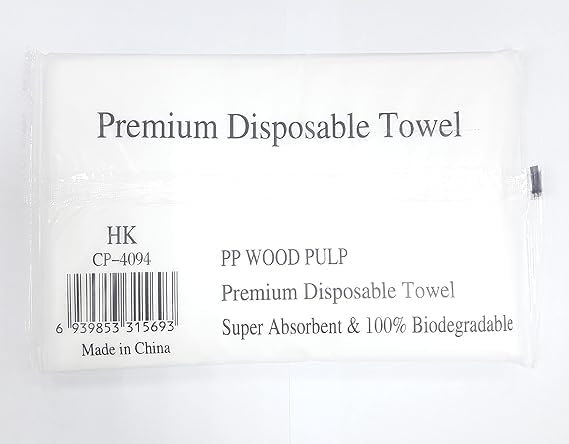 Premium Disposable Towel
HK
CP-4094
6 939853 315693
Made in China
PP WOOD PULP
Premium Disposable Towel
Super Absorbent & 100% Biodegradable